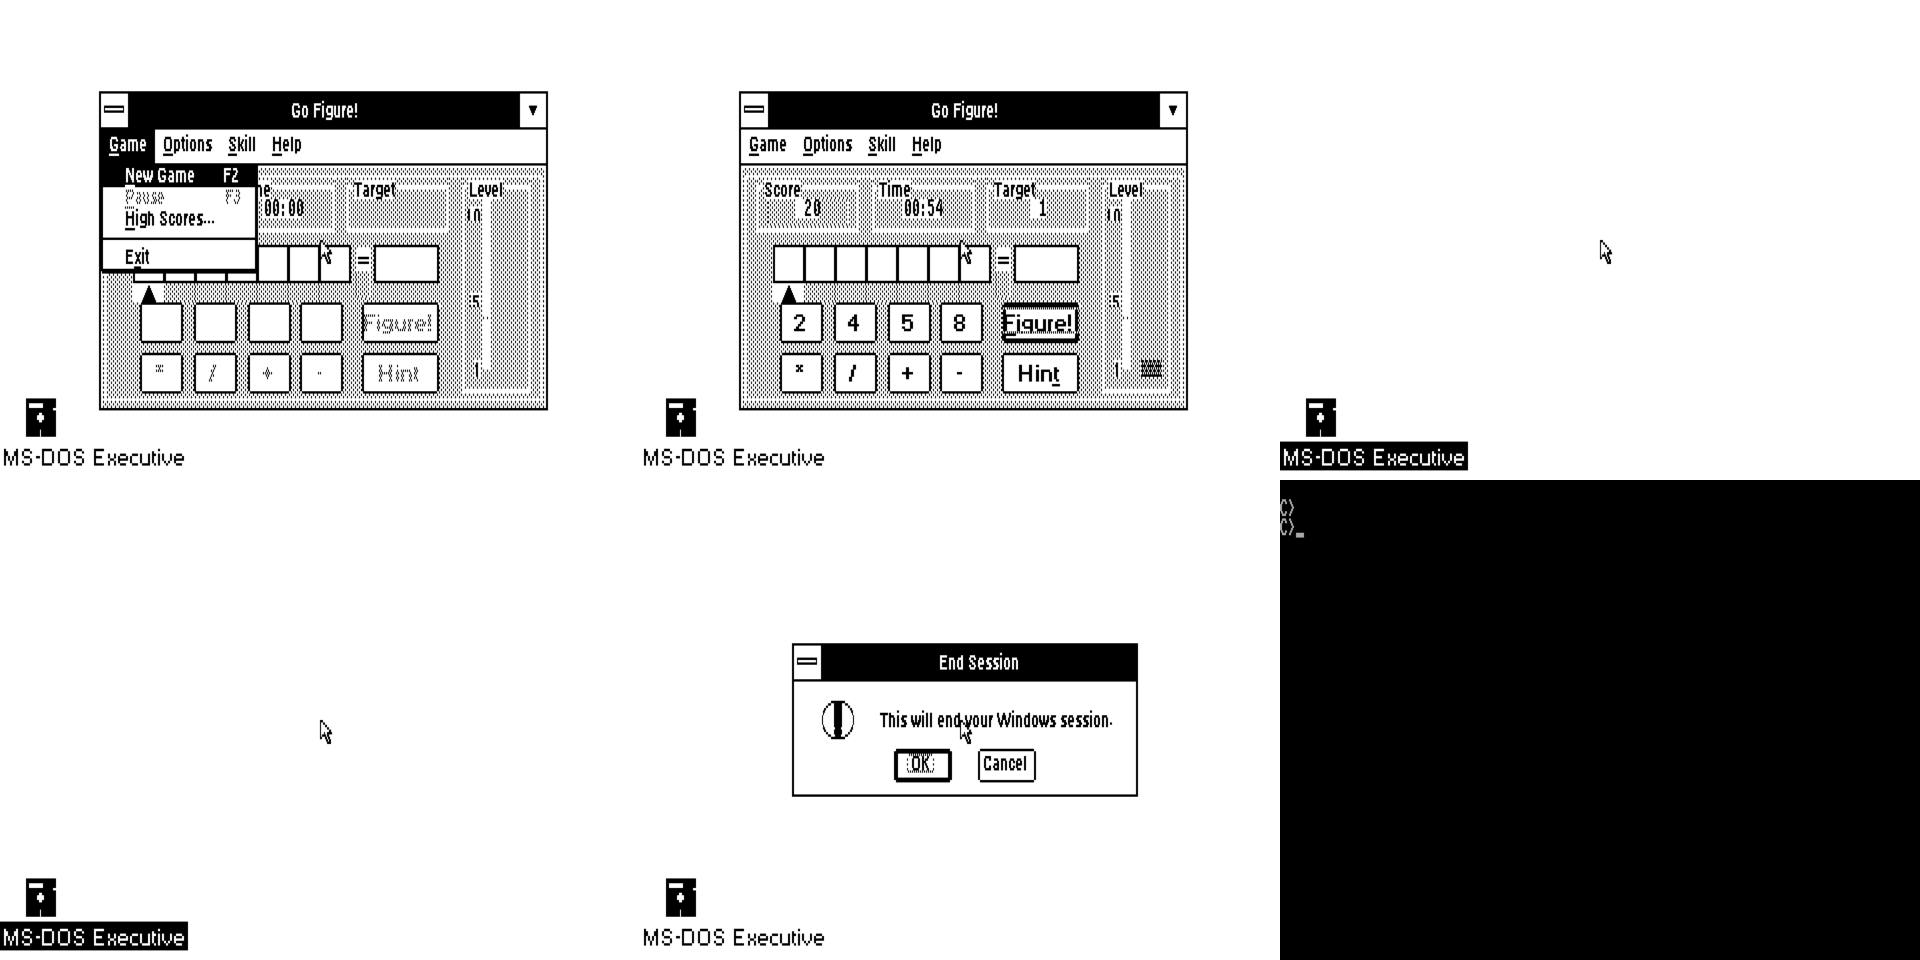 Go Figure!
Game Options Skill Help
New Game F2
Pause F3
High Scores...
Exit
00:00
Target
Level
10
5
1
=
Figure!
* / + - Hint
MS-DOS Executive
Go Figure!
Game Options Skill Help
Score Time Target Level
20 00:54 1
10
5
1
=
2 4 5 8 Figure!
* / + - Hint
MS-DOS Executive
MS-DOS Executive
MS-DOS Executive
End Session
This will end your Windows session.
OK Cancel
MS-DOS Executive
C>
C>_